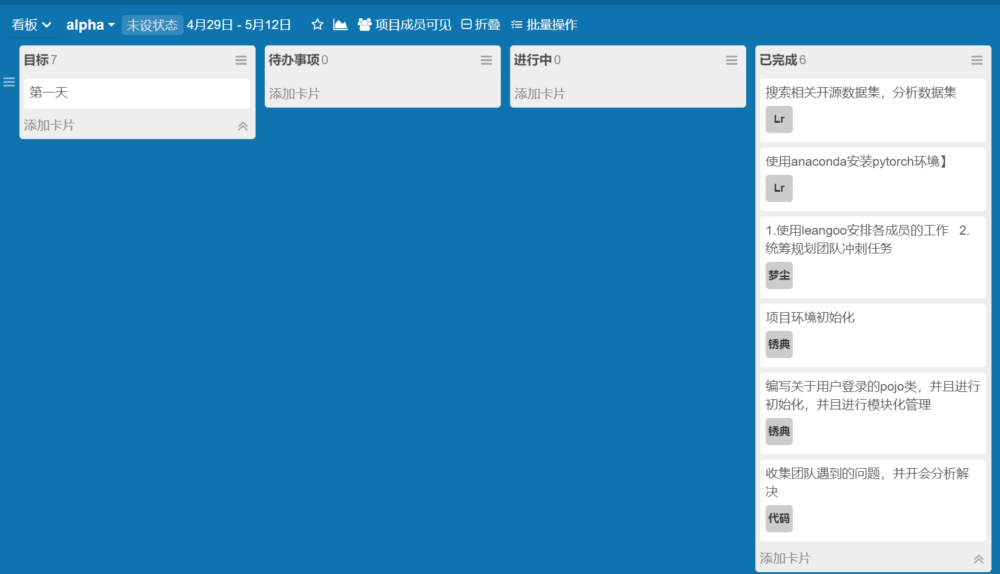 看板 alpha 未设状态 4月29日 - 5月12日 项目成员可见 折叠 批量操作
目标 7
第一天
添加卡片
待办事项 0
添加卡片
进行中 0
添加卡片
已完成 6
搜索相关开源数据集，分析数据集
Lr
使用anaconda安装pytorch环境】
Lr
1.使用leangoo安排各成员的工作 2.
统筹规划团队冲刺任务
梦尘
项目环境初始化
锈典
编写关于用户登录的pojo类，并且进行
初始化，并且进行模块化管理
锈典
收集团队遇到的问题，并开会分析解
决
代码
添加卡片